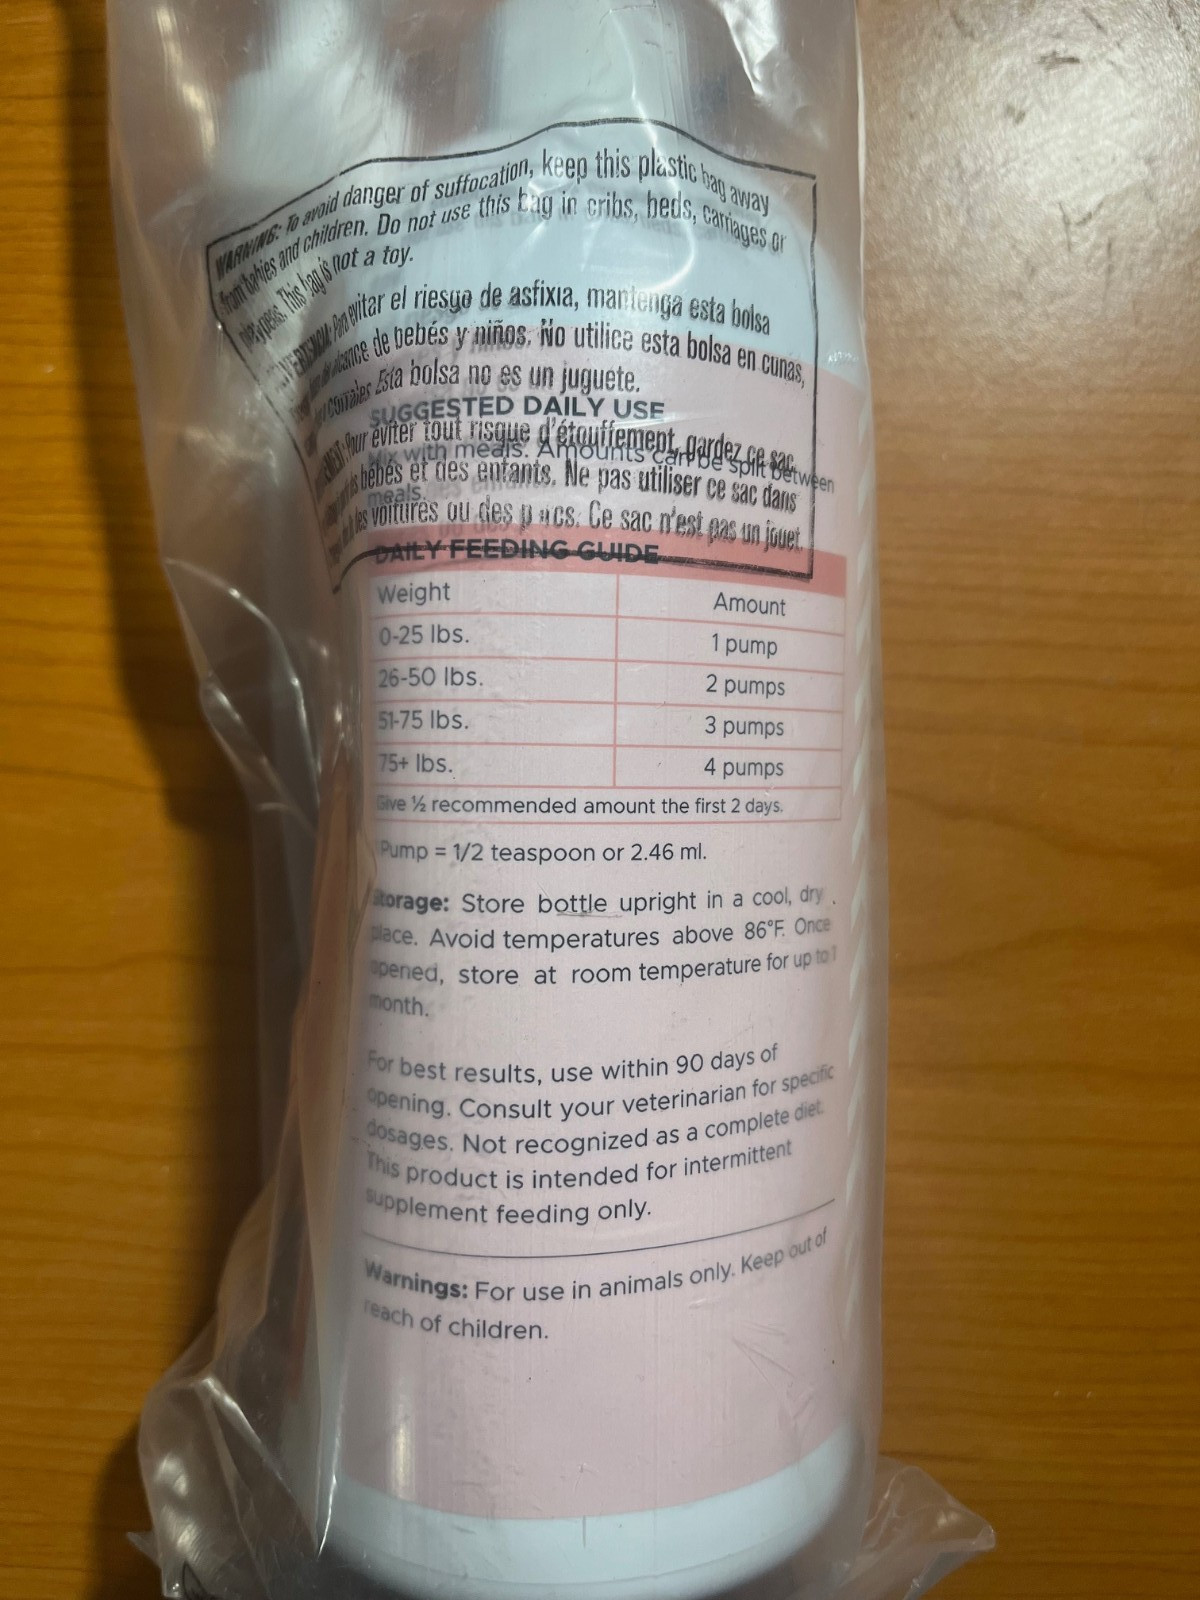 WARNING: To avoid danger of suffocation, keep this plastic bag away
from babies and children. Do not use this bag in cribs, beds, carriages or
This bag is not a toy.
Para evitar el riesgo de asfixia, mantenga esta bolsa
alcance de bebés y niños. No utilice esta bolsa en cunas,
corrales Esta bolsa no es un juguete.
SUGGESTED DAILY USE
Pour éviter tout risque d'étouffement, gardez ce sac
Mix with meals. Amounts can be split between
bébés et des enfants. Ne pas utiliser ce sac dans
meals.
les voitures ou des Ce sac n'est pas un jouet.
DAILY FEEDING GUIDE
Weight Amount
0-25 lbs. 1 pump
26-50 lbs. 2 pumps
51-75 lbs. 3 pumps
75+ lbs. 4 pumps
Give ½ recommended amount the first 2 days.
Pump = 1/2 teaspoon or 2.46 ml.
Storage: Store bottle upright in a cool, dry
place. Avoid temperatures above 86°F. Once
opened, store at room temperature for up to 1
month.
For best results, use within 90 days of
opening. Consult your veterinarian for specific
dosages. Not recognized as a complete diet.
This product is intended for intermittent
supplement feeding only.
Warnings: For use in animals only. Keep out of
reach of children.